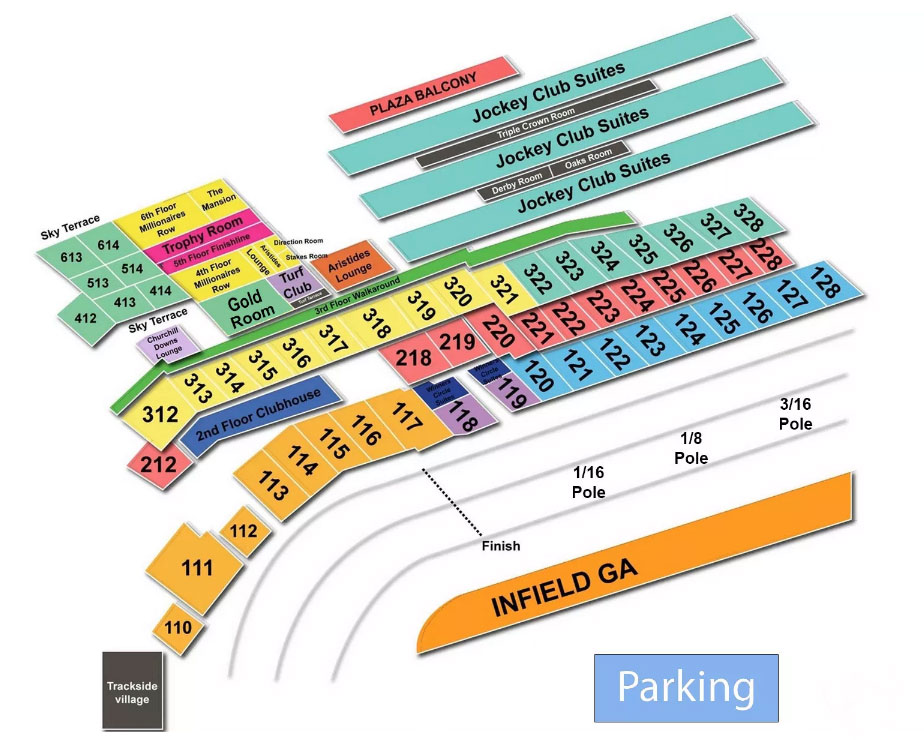 PLAZA BALCONY
Jockey Club Suites
Triple Crown Room
Jockey Club Suites
Derby Room
Oaks Room
Jockey Club Suites
Sky Terrace
613
614
513
514
412
413
414
6th Floor
Millionaires
Row
The
Mansion
Trophy Room
5th Floor Finishline
4th Floor
Millionaires
Row
Aristides
Lounge
Direction Room
Stakes Room
Turf
Club
Aristides
Lounge
Gold
Room
3rd Floor Walkaround
Sky Terrace
Churchill
Downs
Lounge
312
313
314
315
316
317
318
319
320
321
322
323
324
325
326
327
328
2nd Floor Clubhouse
212
218
219
220
221
222
223
224
225
226
227
228
Winners
Circle
Suites
Winners
Circle
Suites
110
111
112
113
114
115
116
117
118
119
120
121
122
123
124
125
126
127
128
3/16
Pole
1/8
Pole
1/16
Pole
Finish
INFIELD GA
Trackside
village
Parking